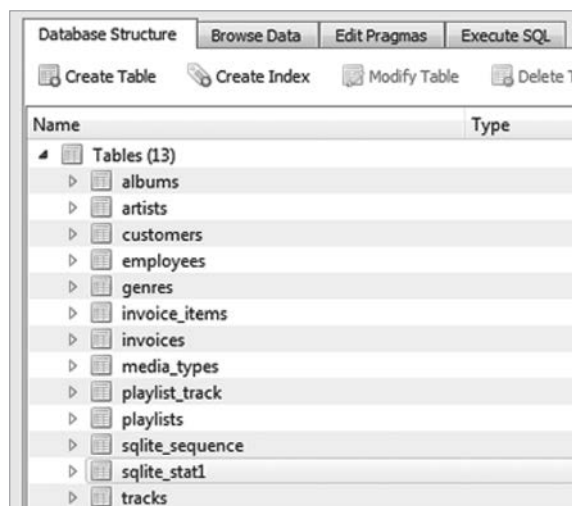 Database Structure Browse Data Edit Pragmas Execute SQL
Create Table Create Index Modify Table Delete
Name Type
Tables (13)
albums
artists
customers
employees
genres
invoice_items
invoices
media_types
playlist_track
playlists
sqlite_sequence
sqlite_stat1
tracks